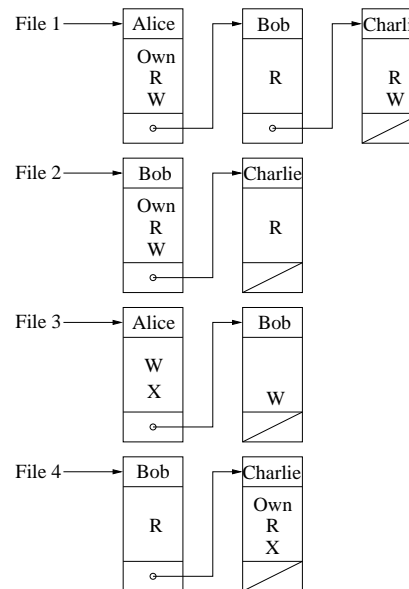 File 1 Alice Bob Charli
Own
R R R
W W
File 2 Bob Charlie
Own
R R
W
File 3 Alice Bob
W
X W
File 4 Bob Charlie
Own
R R
X